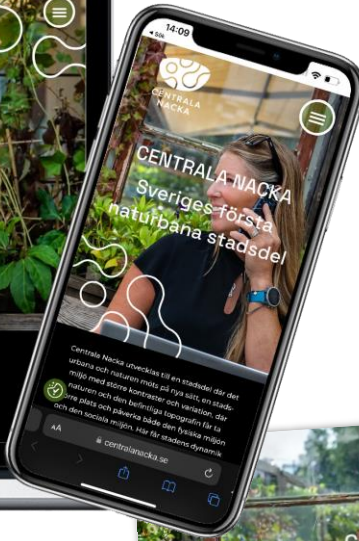 14:09
◂ Sök
CENTRALA
NACKA
CENTRALA NACKA
Sveriges första
naturbana stadsdel
Centrala Nacka utvecklas till en stadsdel där det
urbana och naturen möts på nya sätt, en stads-
miljö med större kontraster och variation, där
naturen och den befintliga topografin får ta
plats och påverka både den fysiska miljön
och den sociala miljön. Här får stadens dynamik
AA
centralanacka.se